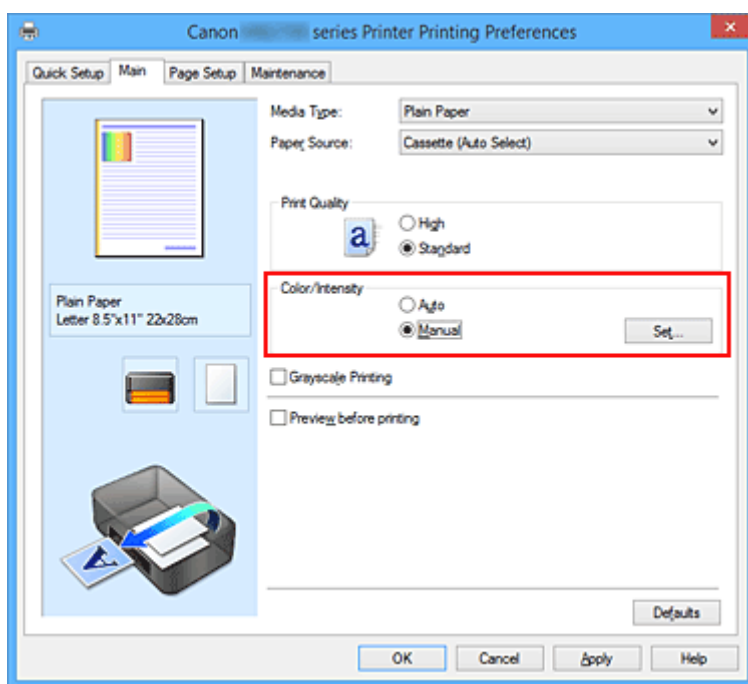 Canon series Printer Printing Preferences
Quick Setup Main Page Setup Maintenance
Media Type: Plain Paper
Paper Source: Cassette (Auto Select)
Print Quality
High
a
Standard
Color/Intensity
Auto
Manual Set...
Plain Paper
Letter 8.5"x11" 22x28cm
Grayscale Printing
Preview before printing
A
Defaults
OK Cancel Apply Help